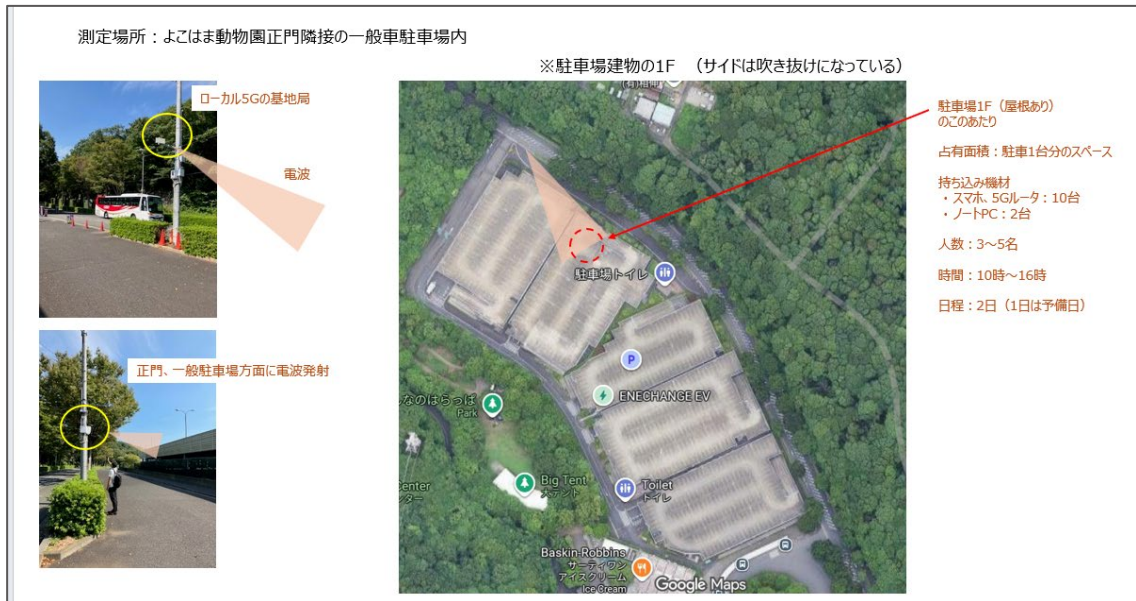 測定場所：よこはま動物園正門隣接の一般車駐車場内
※駐車場建物の1F　（サイドは吹き抜けになっている）
ローカル5Gの基地局
電波
正門、一般駐車場方面に電波発射
駐車場トイレ
P
ENECHANGE EV
なのはらっぱ
Park
Big Tent
Center
Toilet
トイレ
Baskin-Robbins
サーティワン
アイスクリーム
Ice Cream
Google Maps
駐車場1F（屋根あり）
のこのあたり
占有面積：駐車1台分のスペース
持ち込み機材
・スマホ、5Gルータ：10台
・ノートPC：2台
人数：3～5名
時間：10時～16時
日程：2日（1日は予備日）